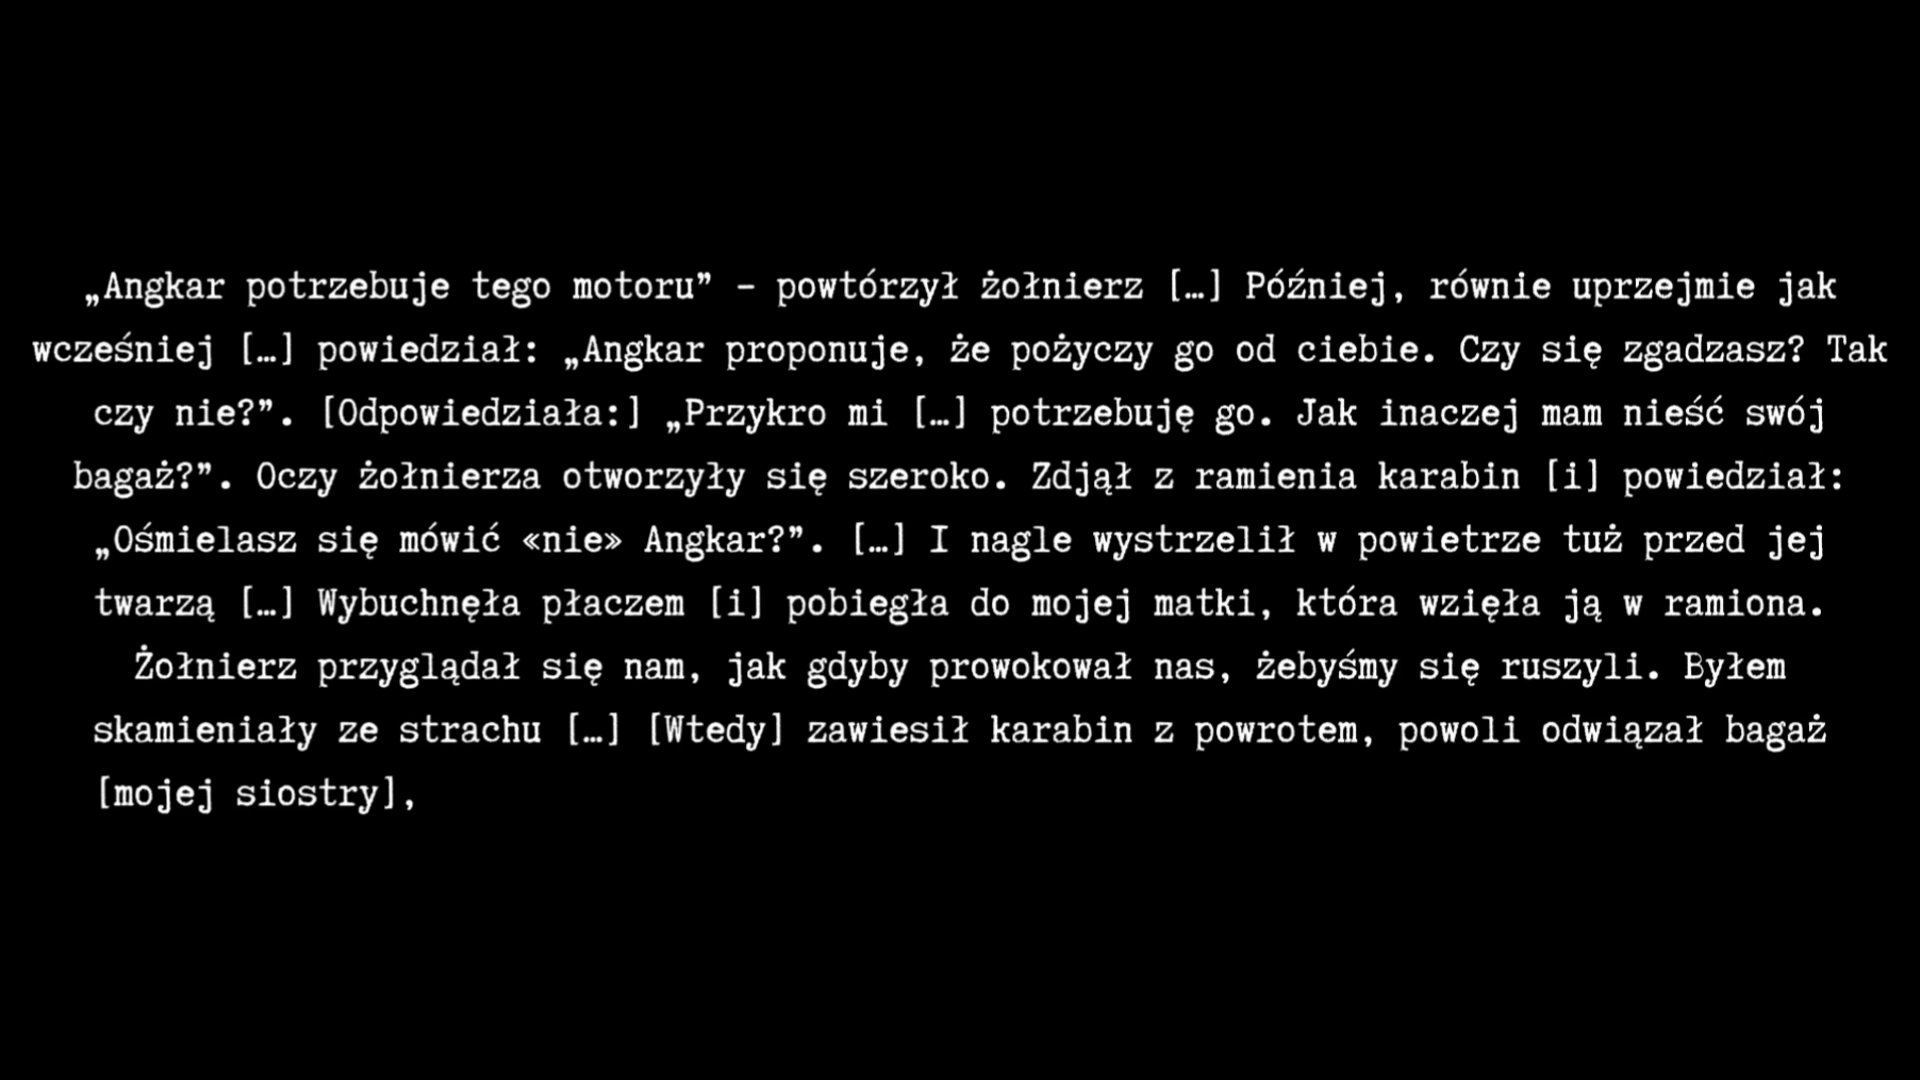 „Angkar potrzebuje tego motoru” – powtórzył żołnierz […] Później, równie uprzejmie jak
wcześniej […] powiedział: „Angkar proponuje, że pożyczy go od ciebie. Czy się zgadzasz? Tak
czy nie?”. [Odpowiedziała:] „Przykro mi […] potrzebuję go. Jak inaczej mam nieść swój
bagaż?”. Oczy żołnierza otworzyły się szeroko. Zdjął z ramienia karabin [i] powiedział:
„Ośmielasz się mówić «nie» Angkar?”. […] I nagle wystrzelił w powietrze tuż przed jej
twarzą […] Wybuchnęła płaczem [i] pobiegła do mojej matki, która wzięła ją w ramiona.
Żołnierz przyglądał się nam, jak gdyby prowokował nas, żebyśmy się ruszyli. Byłem
skamieniały ze strachu […] [Wtedy] zawiesił karabin z powrotem, powoli odwiązał bagaż
[mojej siostry],